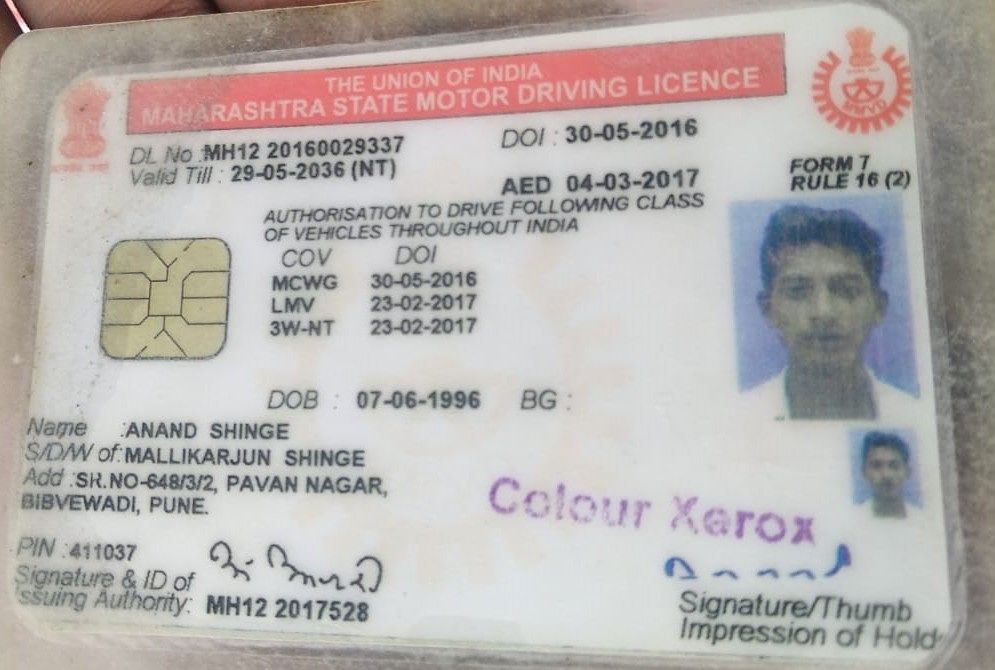 THE UNION OF INDIA
MAHARASHTRA STATE MOTOR DRIVING LICENCE
DL No :MH12 20160029337 DOI : 30-05-2016
Valid Till : 29-05-2036 (NT)
AED 04-03-2017
FORM 7
RULE 16 (2)
AUTHORISATION TO DRIVE FOLLOWING CLASS
OF VEHICLES THROUGHOUT INDIA
COV DOI
MCWG 30-05-2016
LMV 23-02-2017
3W-NT 23-02-2017
DOB : 07-06-1996 BG :
Name :ANAND SHINGE
S/D/W of:MALLIKARJUN SHINGE
Add :SR.NO-648/3/2, PAVAN NAGAR,
BIBVEWADI, PUNE.
Colour Xerox
PIN :411037
Signature & ID of
Issuing Authority: MH12 2017528
Signature/Thumb
Impression of Hold